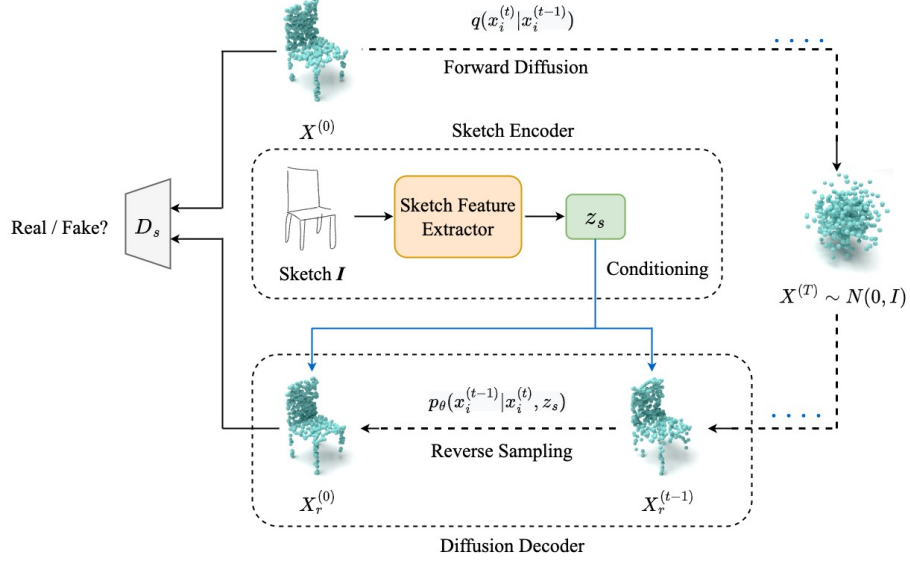 q(x_i^{(t)}|x_i^{(t-1)})
Forward Diffusion
X^{(0)}
Sketch Encoder
Real / Fake?
D_s
Sketch Feature
Extractor
z_s
Sketch I
Conditioning
X^{(T)} ∼ N(0, I)
p_θ(x_i^{(t-1)}|x_i^{(t)}, z_s)
Reverse Sampling
X_r^{(0)}
X_r^{(t-1)}
Diffusion Decoder